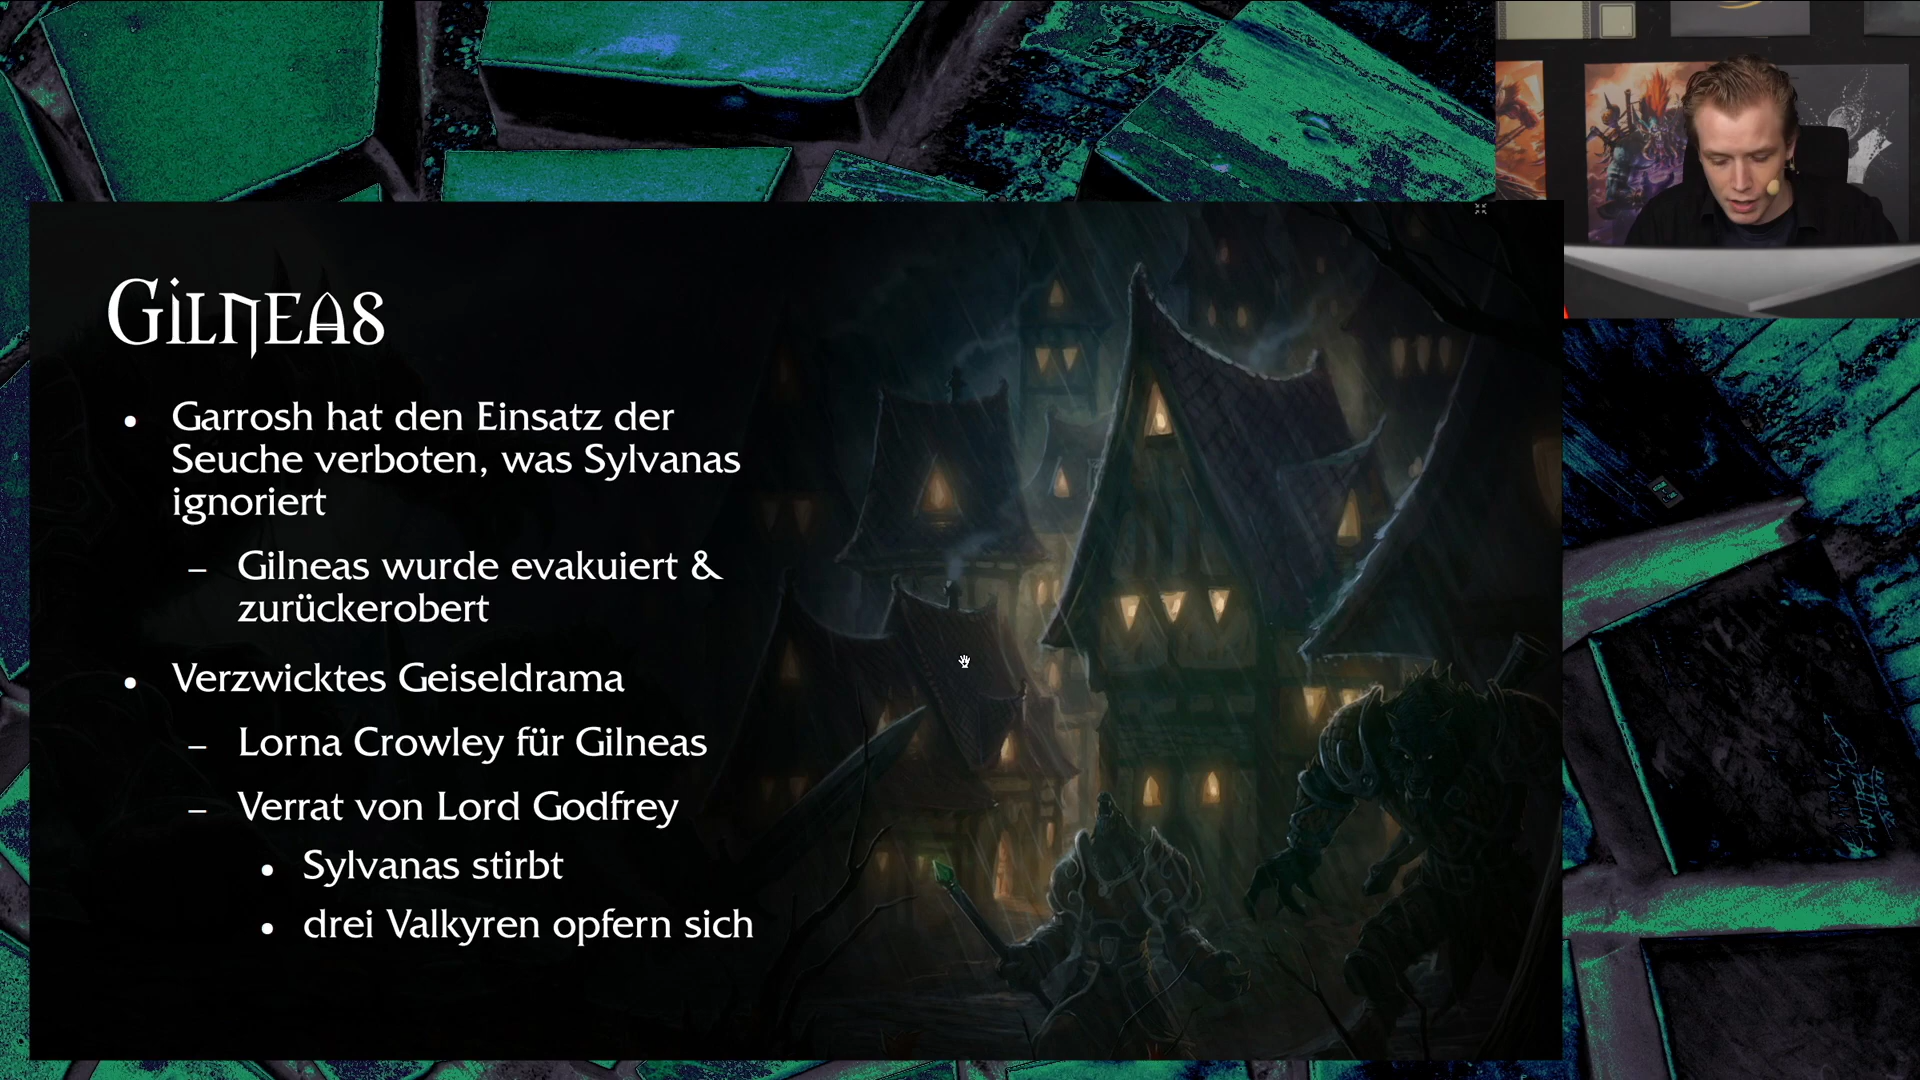 Gilneas
• Garrosh hat den Einsatz der
Seuche verboten, was Sylvanas
ignoriert
– Gilneas wurde evakuiert &
zurückerobert
• Verzwicktes Geiseldrama
– Lorna Crowley für Gilneas
– Verrat von Lord Godfrey
• Sylvanas stirbt
• drei Valkyren opfern sich